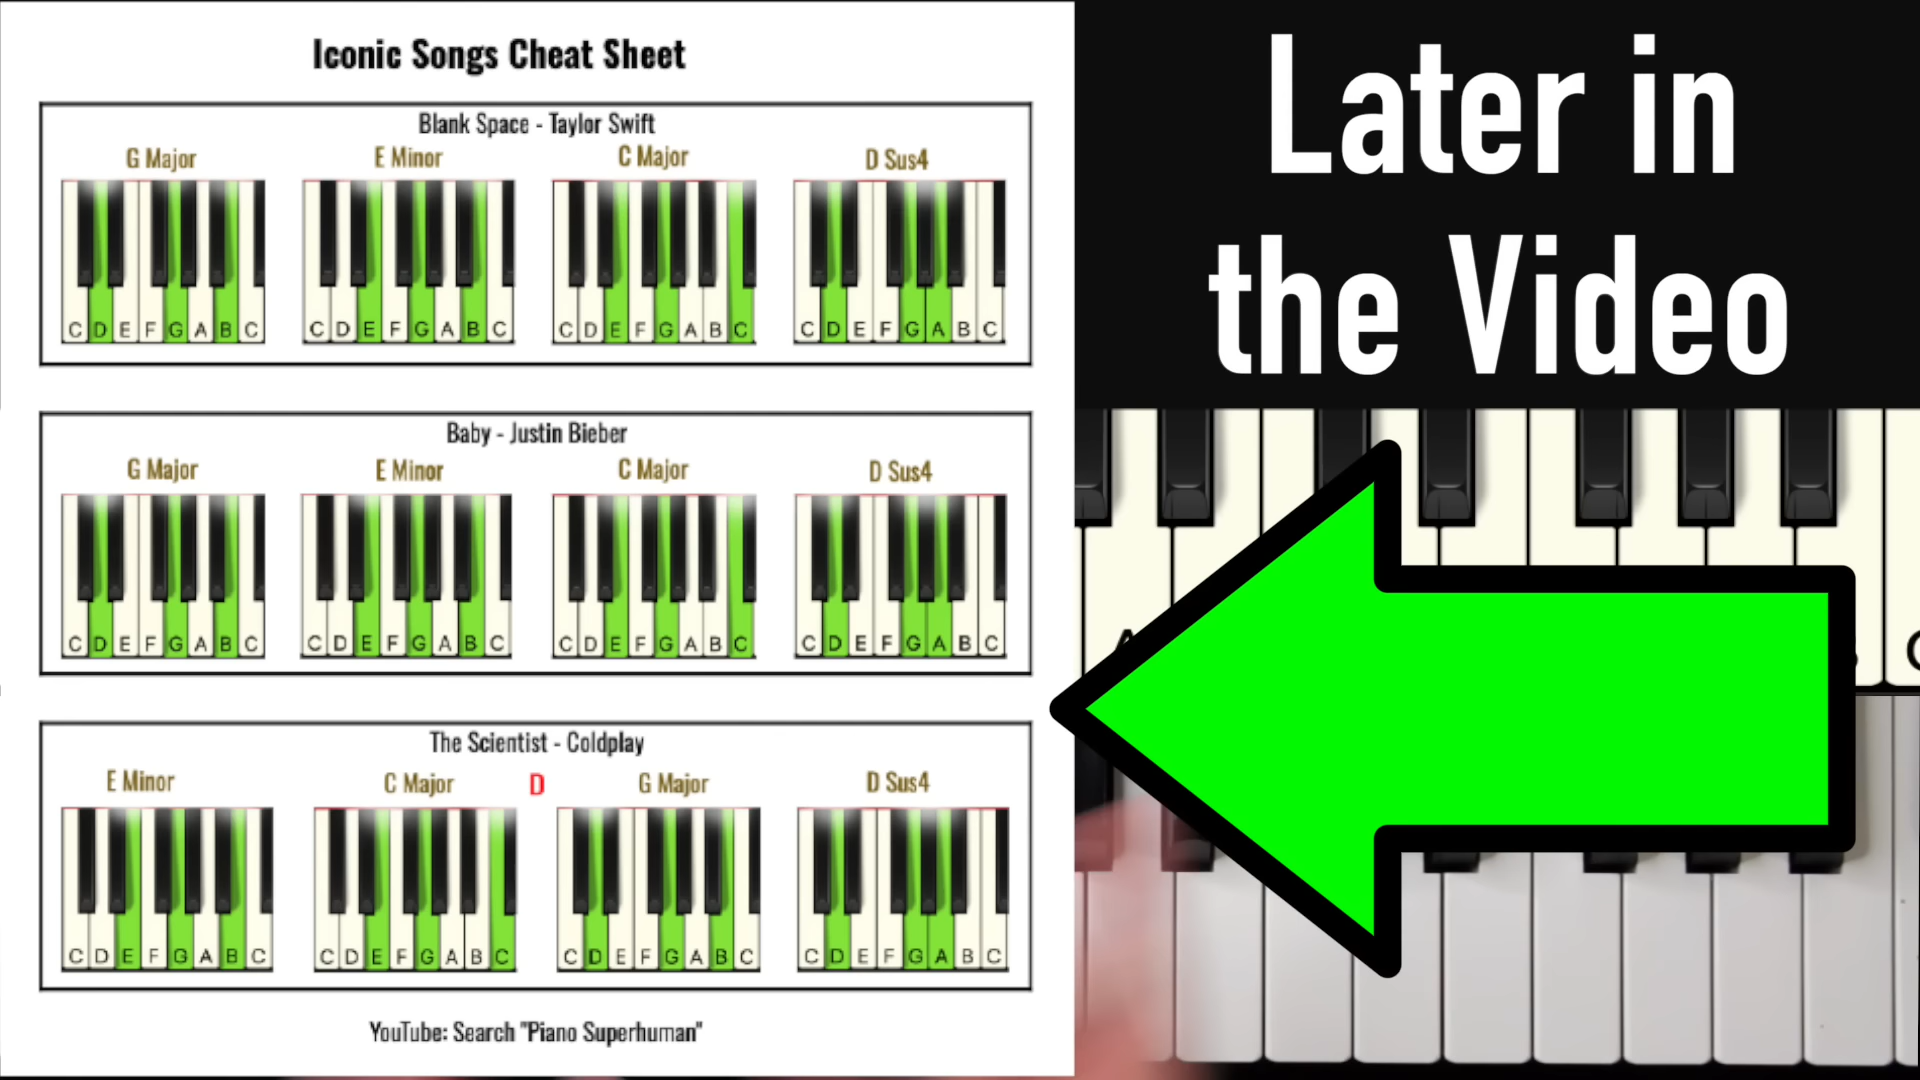 Iconic Songs Cheat Sheet
Blank Space - Taylor Swift
G Major E Minor C Major D Sus4
C D E F G A B C C D E F G A B C C D E F G A B C C D E F G A B C
Baby - Justin Bieber
G Major E Minor C Major D Sus4
C D E F G A B C C D E F G A B C C D E F G A B C C D E F G A B C
The Scientist - Coldplay
E Minor C Major D G Major D Sus4
C D E F G A B C C D E F G A B C C D E F G A B C C D E F G A B C
YouTube: Search "Piano Superhuman"
Later in
the Video